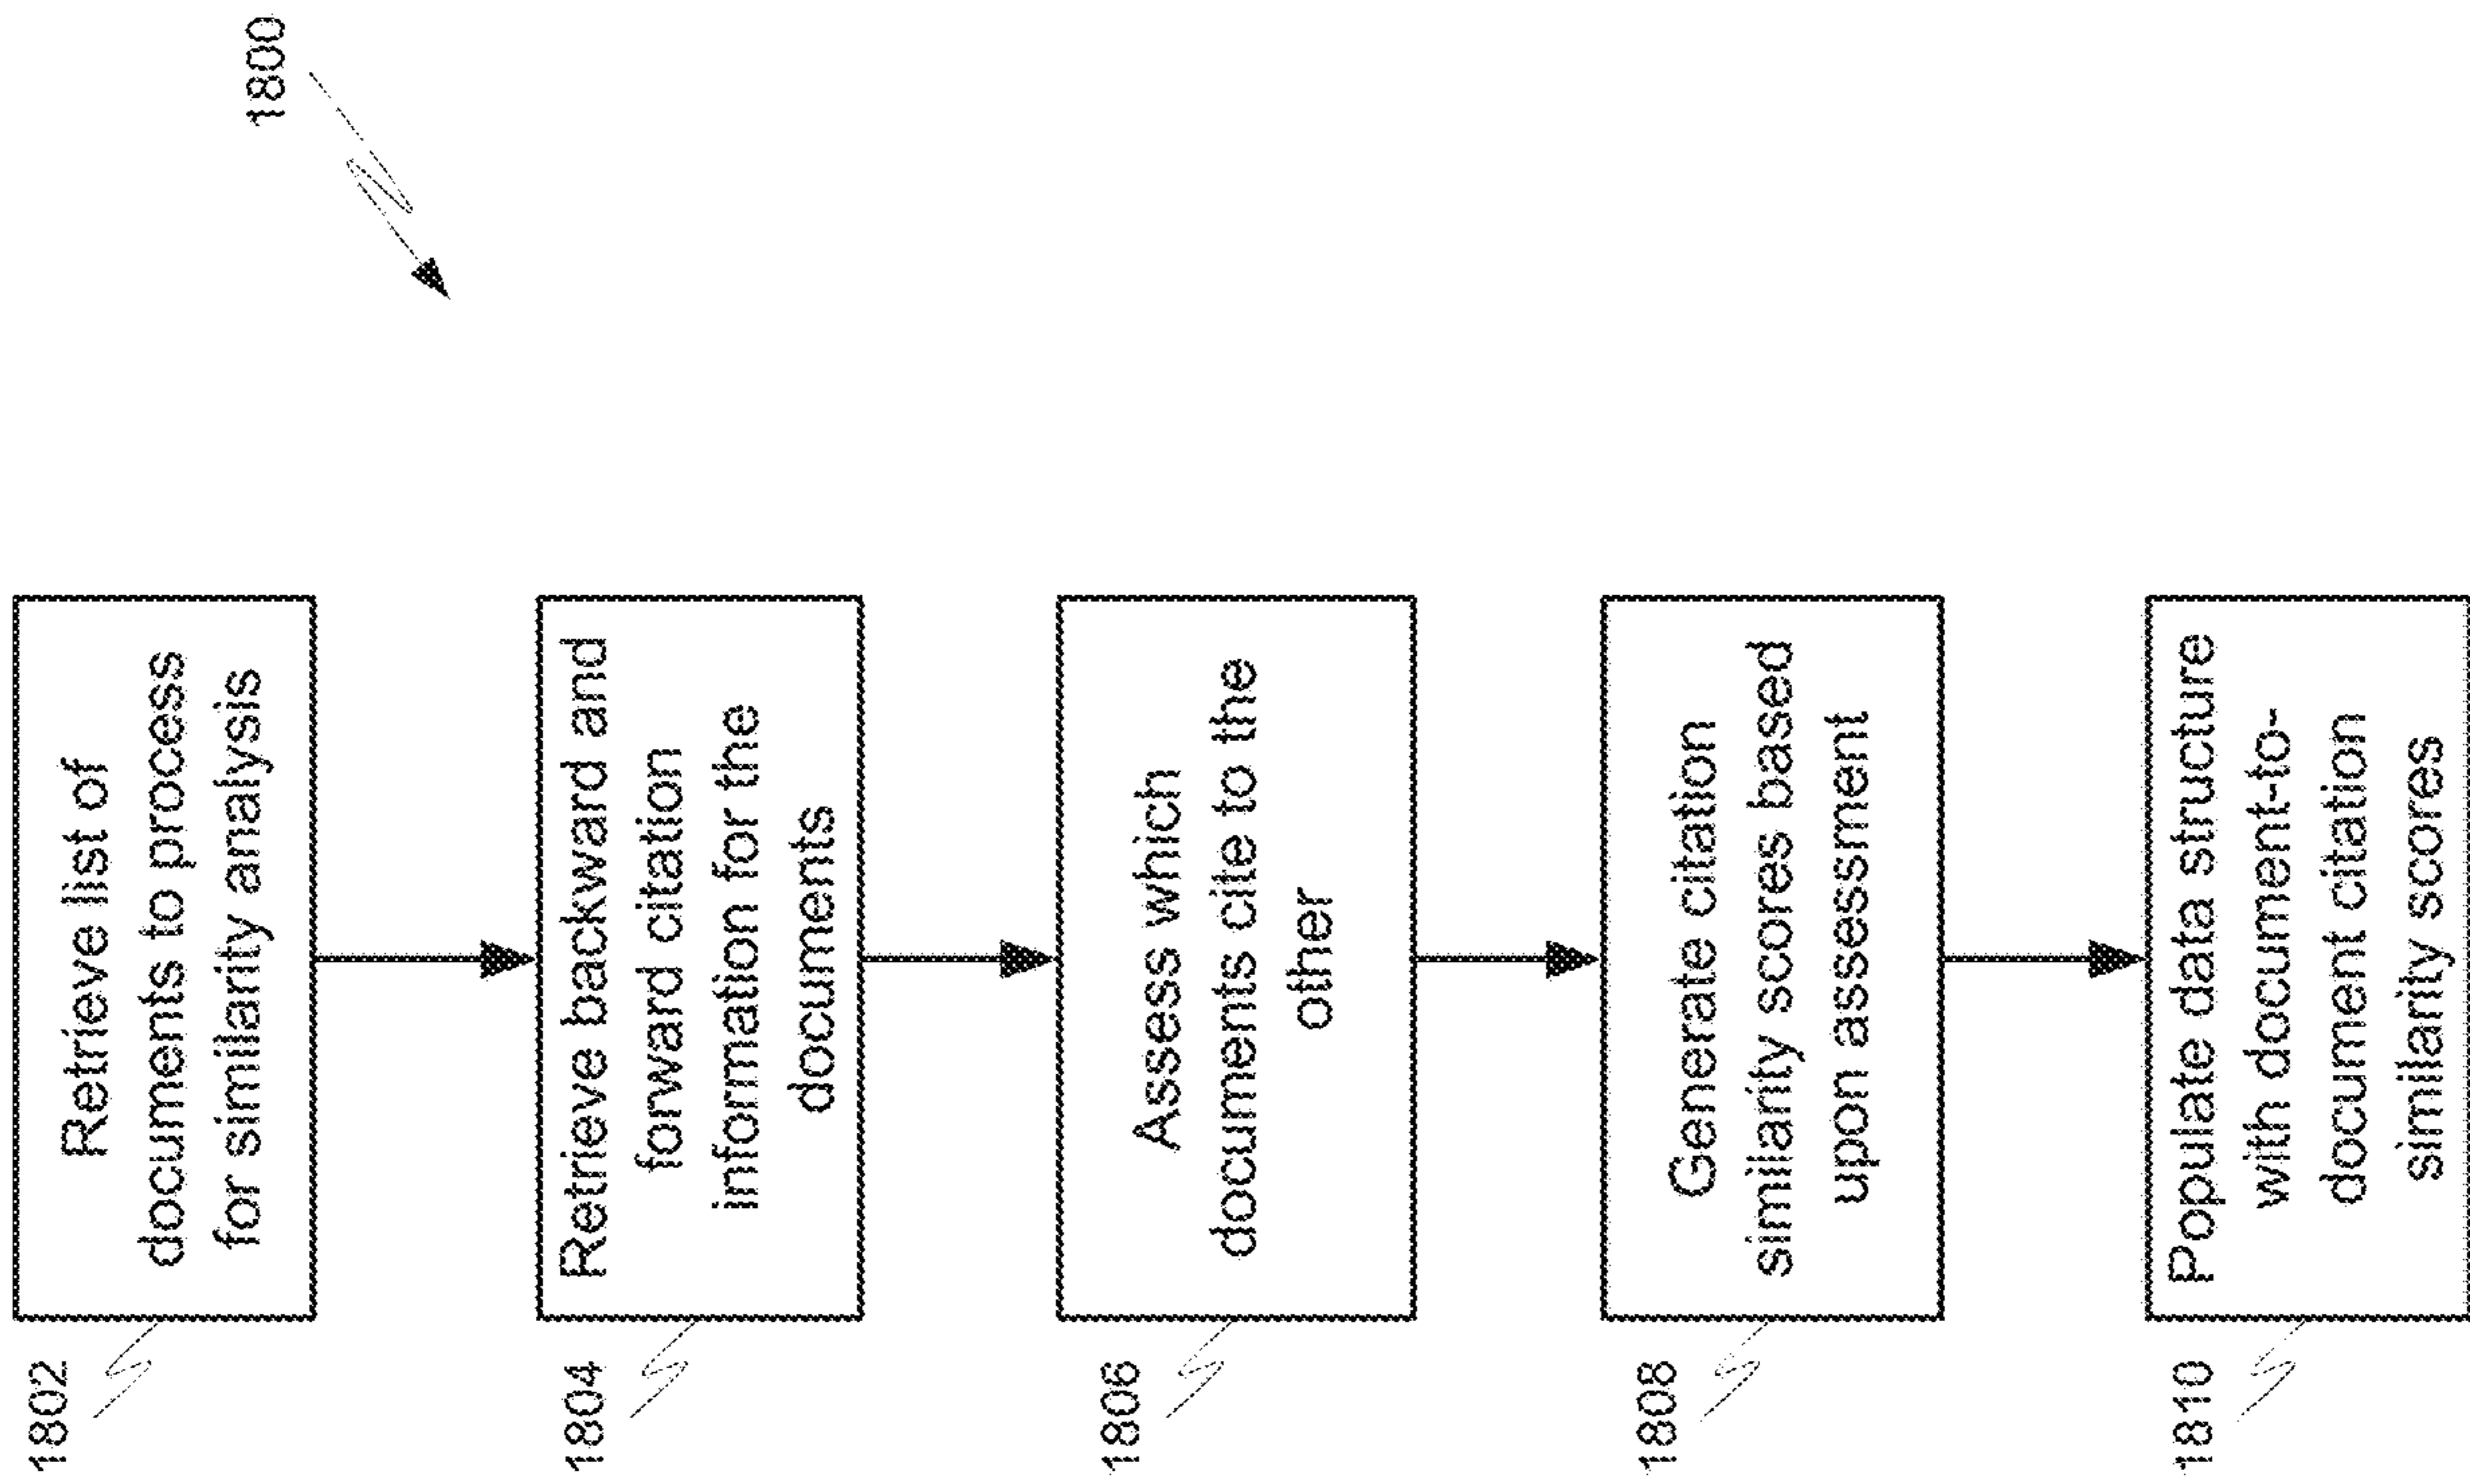 1800
1802
Retrieve list of
documents to process
for similarity analysis
1804
Retrieve backward and
forward citation
information for the
documents
1806
Assess which
documents cite to the
other
1808
Generate citation
similarity scores based
upon assessment
1810
Populate data structure
with document-to-
document citation
similarity scores